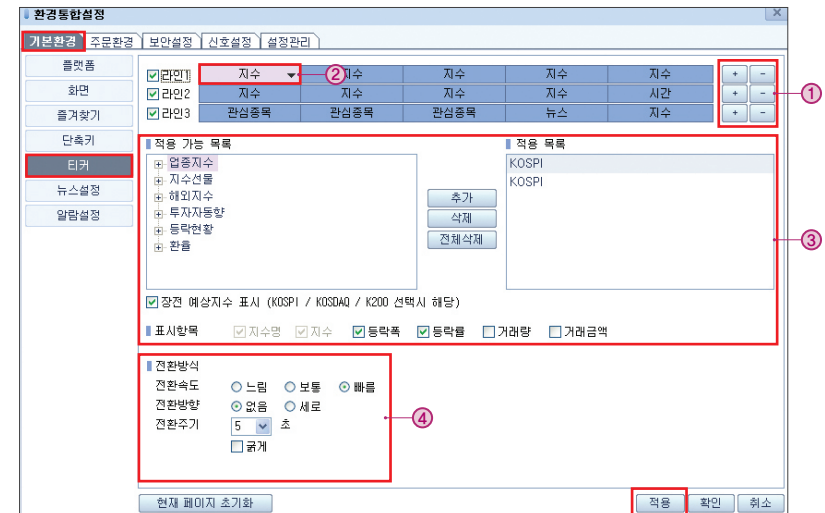 환경통합설정
기본환경 주문환경 보안설정 신호설정 설정관리
플랫폼
화면
즐겨찾기
단축키
티커
뉴스설정
알람설정
라인1 지수 ② 지수 지수 지수 지수 + -
라인2 지수 지수 지수 지수 시간 + - ①
라인3 관심종목 관심종목 관심종목 뉴스 지수 + -
적용 가능 목록
업종지수
지수선물
해외지수
투자자동향
등락현황
환율
추가
삭제
전체삭제
적용 목록
KOSPI
KOSPI
③
장전 예상지수 표시 (KOSPI / KOSDAQ / K200 선택시 해당)
표시항목 지수명 지수 등락폭 등락률 거래량 거래금액
전환방식
전환속도 느림 보통 빠름
전환방향 없음 세로
전환주기 5 초
굵게
④
현재 페이지 초기화 적용 확인 취소